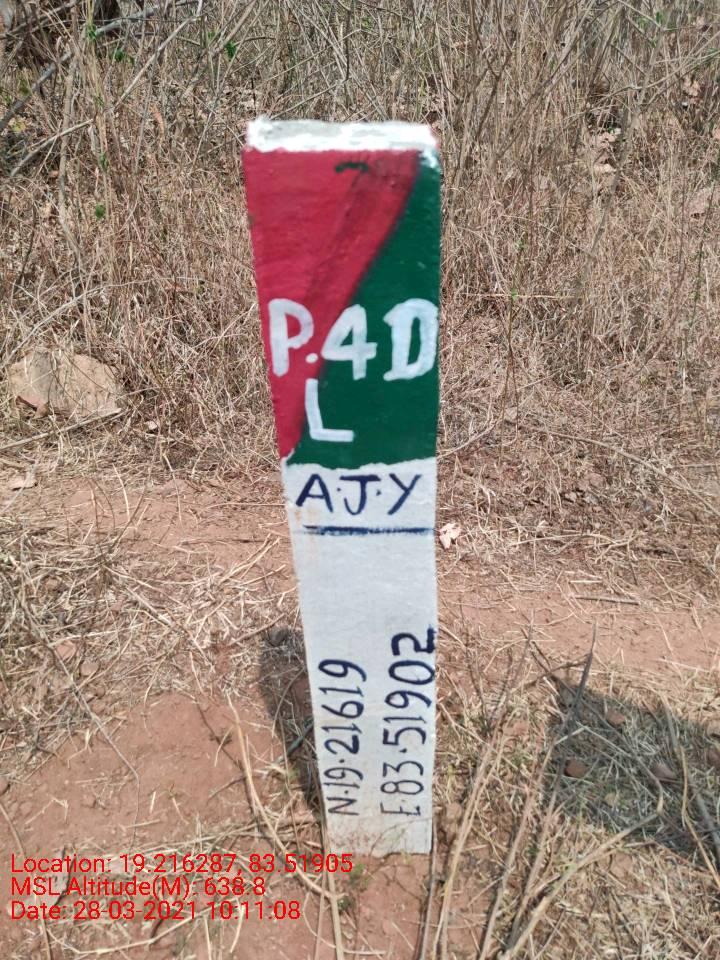 P.4D
L
A.J.Y
N.19.21619
E.83.51902
Location: 19.216287, 83.51905
MSL Altitude(M): 638.8
Date: 28-03-2021 10:11:08